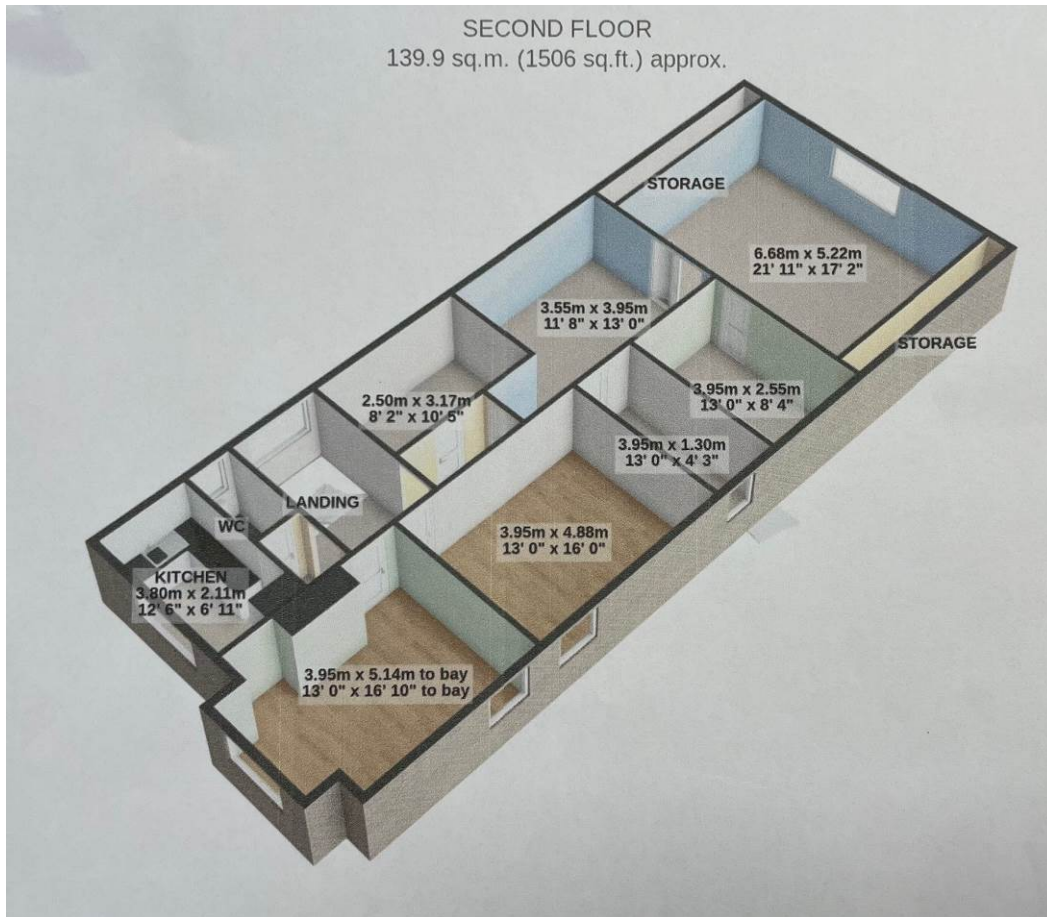 SECOND FLOOR
139.9 sq.m. (1506 sq.ft.) approx.
STORAGE
6.68m x 5.22m
21' 11" x 17' 2"
3.55m x 3.95m
11' 8" x 13' 0"
STORAGE
2.50m x 3.17m
8' 2" x 10' 5"
3.95m x 2.55m
13' 0" x 8' 4"
3.95m x 1.30m
13' 0" x 4' 3"
LANDING
WC
3.95m x 4.88m
13' 0" x 16' 0"
KITCHEN
3.80m x 2.11m
12' 6" x 6' 11"
3.95m x 5.14m to bay
13' 0" x 16' 10" to bay